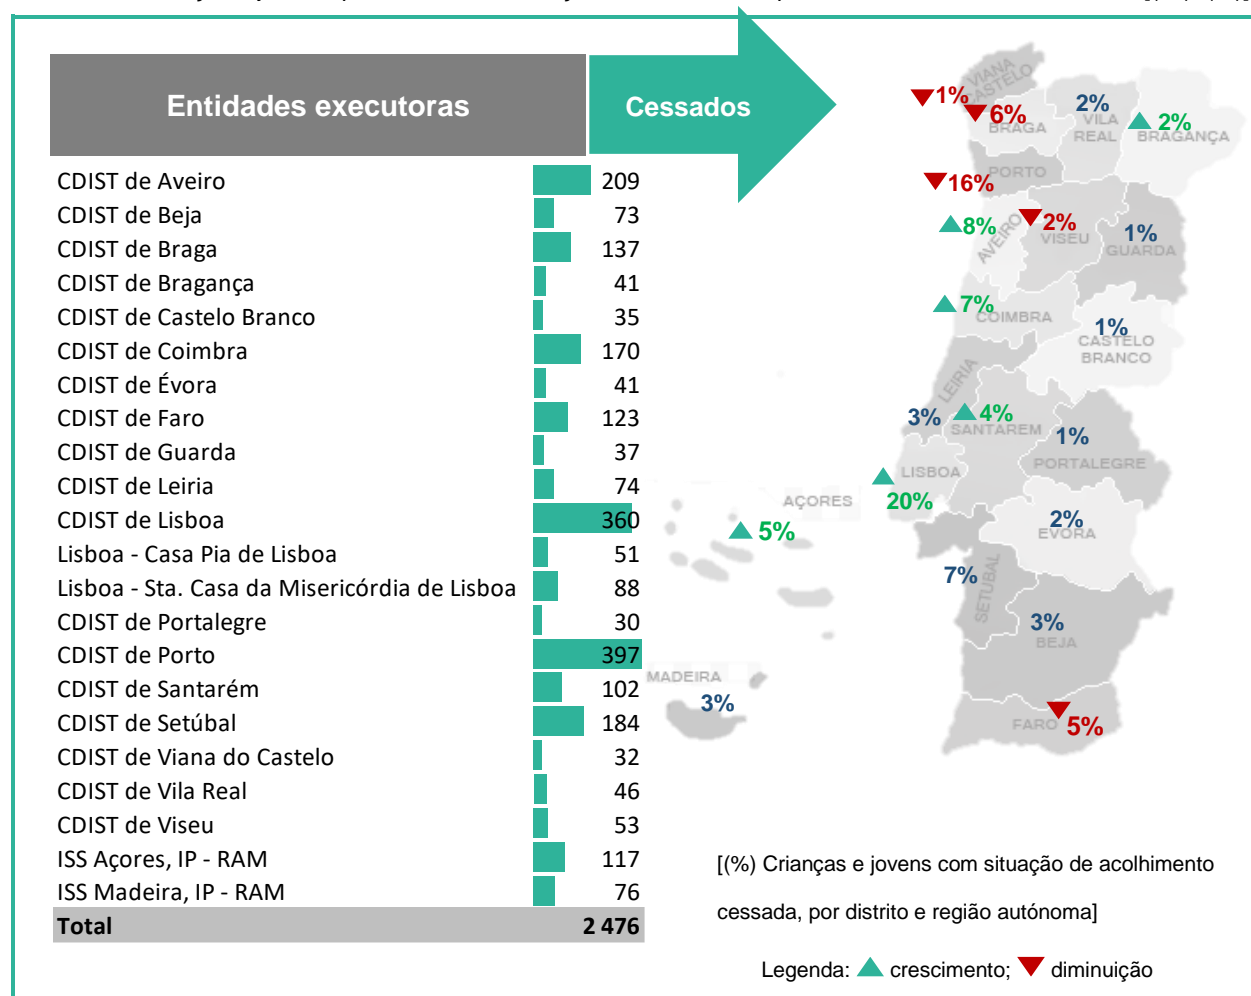 Entidades executoras
Cessados
CDIST de Aveiro 209
CDIST de Beja 73
CDIST de Braga 137
CDIST de Bragança 41
CDIST de Castelo Branco 35
CDIST de Coimbra 170
CDIST de Évora 41
CDIST de Faro 123
CDIST de Guarda 37
CDIST de Leiria 74
CDIST de Lisboa 360
Lisboa - Casa Pia de Lisboa 51
Lisboa - Sta. Casa da Misericórdia de Lisboa 88
CDIST de Portalegre 30
CDIST de Porto 397
CDIST de Santarém 102
CDIST de Setúbal 184
CDIST de Viana do Castelo 32
CDIST de Vila Real 46
CDIST de Viseu 53
ISS Açores, IP - RAM 117
ISS Madeira, IP - RAM 76
Total 2 476
VIANA
CASTELO
1%
6%
BRAGA
2%
VILA
REAL
2%
BRAGANÇA
PORTO
16%
8%
AVEIRO
2%
VISEU
1%
GUARDA
7%
COIMBRA
1%
CASTELO
BRANCO
LEIRIA
3%
4%
SANTAREM
1%
PORTALEGRE
LISBOA
20%
AÇORES
5%
2%
EVORA
7%
SETUBAL
3%
BEJA
MADEIRA
3%
FARO
5%
[(%) Crianças e jovens com situação de acolhimento
cessada, por distrito e região autónoma]
Legenda: crescimento; diminuição